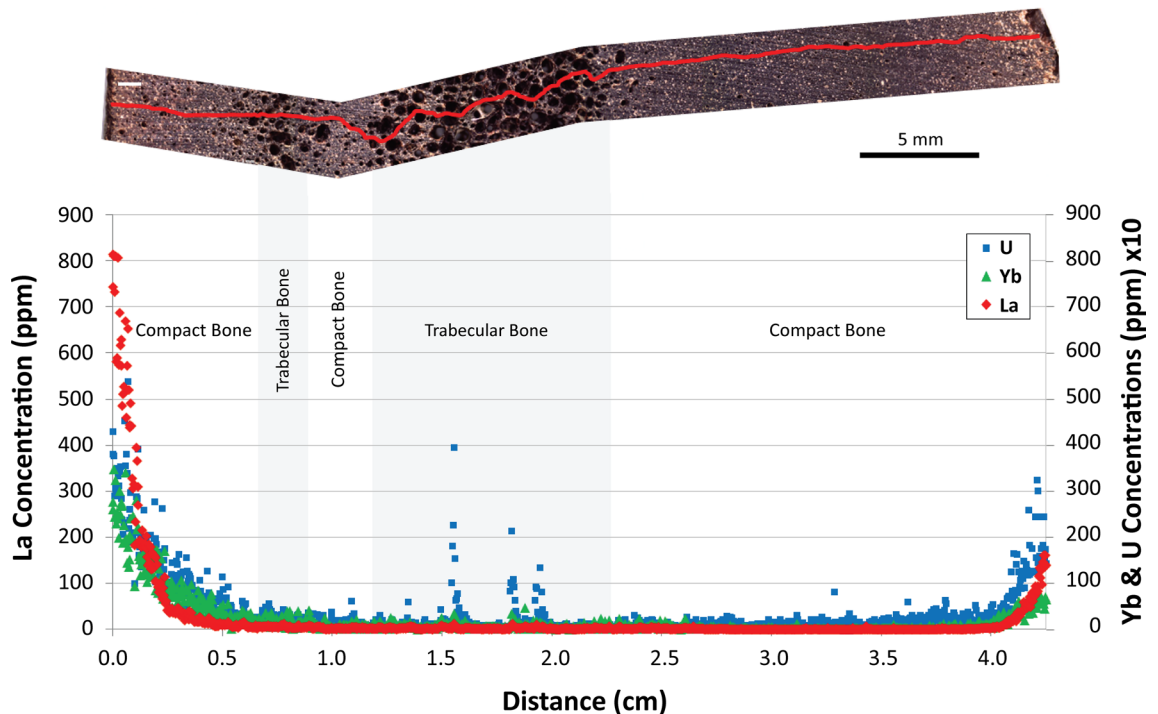 5 mm
La Concentration (ppm)
900
800
700
600
500
400
300
200
100
0
Compact Bone
Trabecular Bone
Compact Bone
Trabecular Bone
Compact Bone
U
Yb
La
900
800
700
600
500
400
300
200
100
0
Yb & U Concentrations (ppm) x10
0.0 0.5 1.0 1.5 2.0 2.5 3.0 3.5 4.0
Distance (cm)